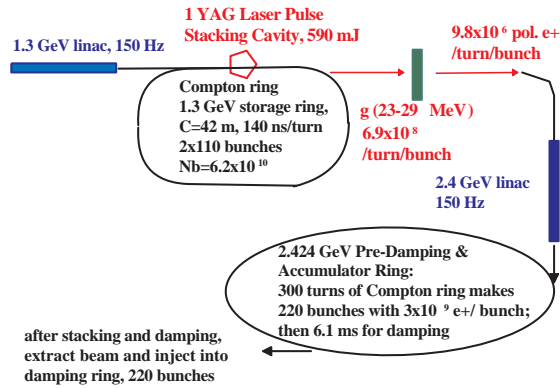 1 YAG Laser Pulse
Stacking Cavity, 590 mJ
1.3 GeV linac, 150 Hz
9.8x10 6 pol. e+
/turn/bunch
Compton ring
1.3 GeV storage ring,
C=42 m, 140 ns/turn
2x110 bunches
Nb=6.2x10 10
g (23-29 MeV)
6.9x10 8
/turn/bunch
2.4 GeV linac
150 Hz
2.424 GeV Pre-Damping &
Accumulator Ring:
300 turns of Compton ring makes
220 bunches with 3x10 9 e+/ bunch;
then 6.1 ms for damping
after stacking and damping,
extract beam and inject into
damping ring, 220 bunches